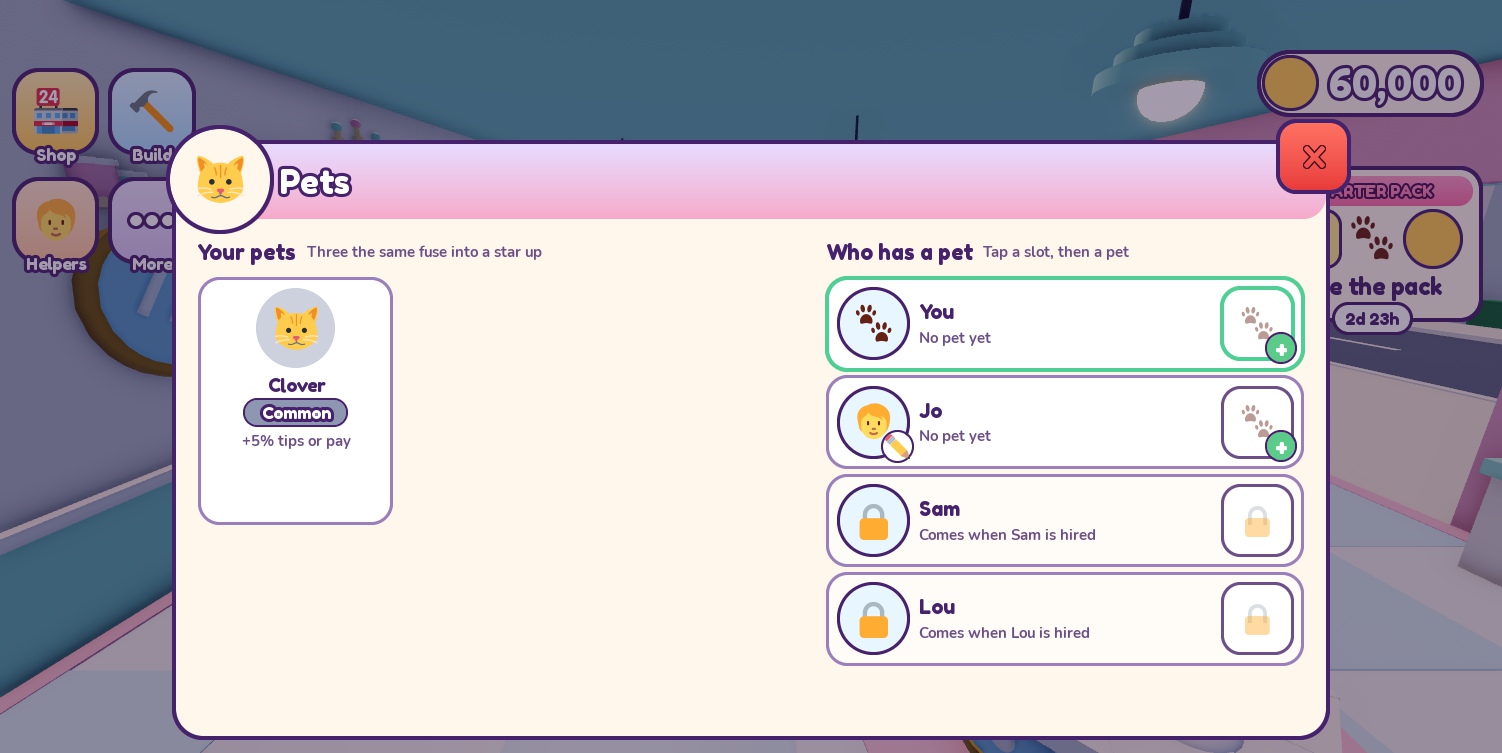 24
Shop
Build
Helpers
More
60,000
ARTER PACK
e the pack
2d 23h
Pets
Your pets
Three the same fuse into a star up
Clover
Common
+5% tips or pay
Who has a pet
Tap a slot, then a pet
You
No pet yet
Jo
No pet yet
Sam
Comes when Sam is hired
Lou
Comes when Lou is hired